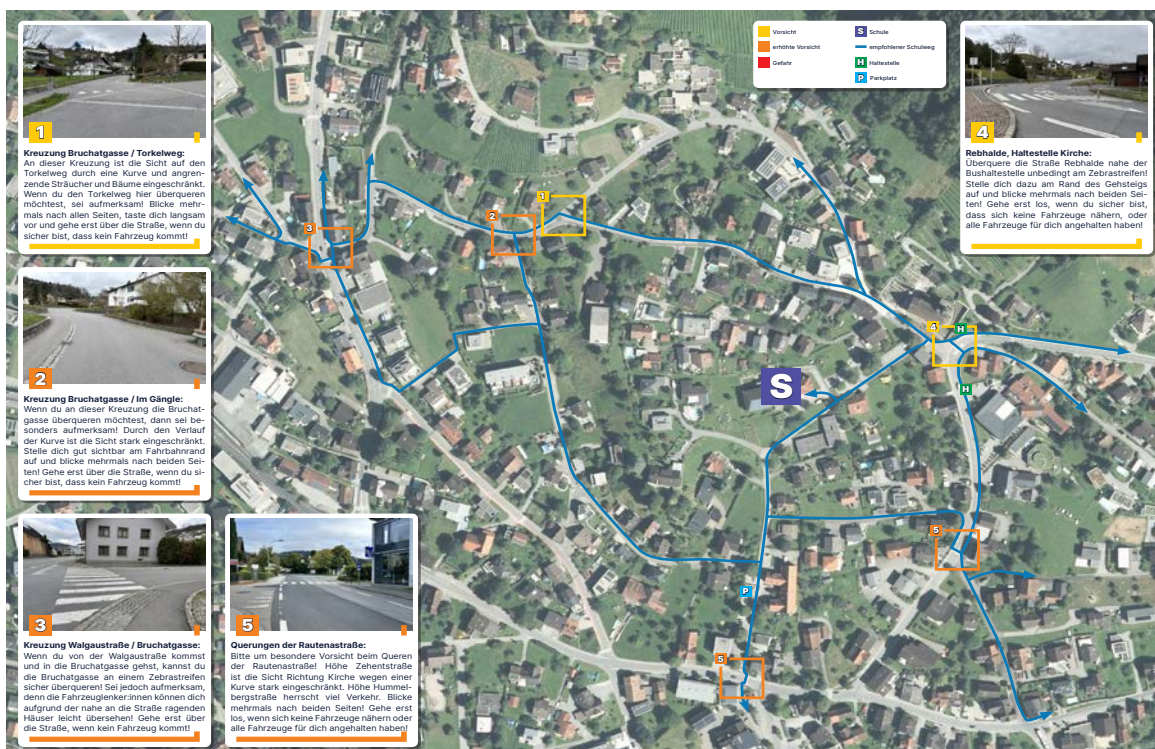 1
Kreuzung Bruchatgasse / Torkelweg:
An dieser Kreuzung ist die Sicht auf den
Torkelweg durch eine Kurve und angren-
zende Sträucher und Bäume eingeschränkt.
Wenn du den Torkelweg hier überqueren
möchtest, sei aufmerksam! Blicke mehr-
mals nach allen Seiten, taste dich langsam
vor und gehe erst über die Straße, wenn du
sicher bist, dass kein Fahrzeug kommt!
2
Kreuzung Bruchatgasse / Im Gängle:
Wenn du an dieser Kreuzung die Bruchat-
gasse überqueren möchtest, dann sei be-
sonders aufmerksam! Durch den Verlauf
der Kurve ist die Sicht stark eingeschränkt.
Stelle dich gut sichtbar am Fahrbahnrand
auf und blicke mehrmals nach beiden Sei-
ten! Gehe erst über die Straße, wenn du si-
cher bist, dass kein Fahrzeug kommt!
3
Kreuzung Walgaustraße / Bruchatgasse:
Wenn du von der Walgaustraße kommst
und in die Bruchatgasse gehst, kannst du
die Bruchatgasse an einem Zebrastreifen
sicher überqueren! Sei jedoch aufmerksam,
denn die Fahrzeuglenker:innen können dich
aufgrund der nahe an die Straße ragenden
Häuser leicht übersehen! Gehe erst über
die Straße, wenn kein Fahrzeug kommt!
5
Querungen der Rautenastraße:
Bitte um besondere Vorsicht beim Queren
der Rautenastraße! Höhe Zehentstraße
ist die Sicht Richtung Kirche wegen einer
Kurve stark eingeschränkt. Höhe Hummel-
bergstraße herrscht viel Verkehr. Blicke
mehrmals nach beiden Seiten! Gehe erst
los, wenn sich keine Fahrzeuge nähern oder
alle Fahrzeuge für dich angehalten haben!
Vorsicht
erhöhte Vorsicht
Gefahr
S Schule
empfohlener Schulweg
H Haltestelle
P Parkplatz
4
Rebhalde, Haltestelle Kirche:
Überquere die Straße Rebhalde nahe der
Bushaltestelle unbedingt am Zebrastreifen!
Stelle dich dazu am Rand des Gehsteigs
auf und blicke mehrmals nach beiden Sei-
ten! Gehe erst los, wenn du sicher bist,
dass sich keine Fahrzeuge nähern, oder
alle Fahrzeuge für dich angehalten haben!
1
2
3
4
H
H
S
5
P
5